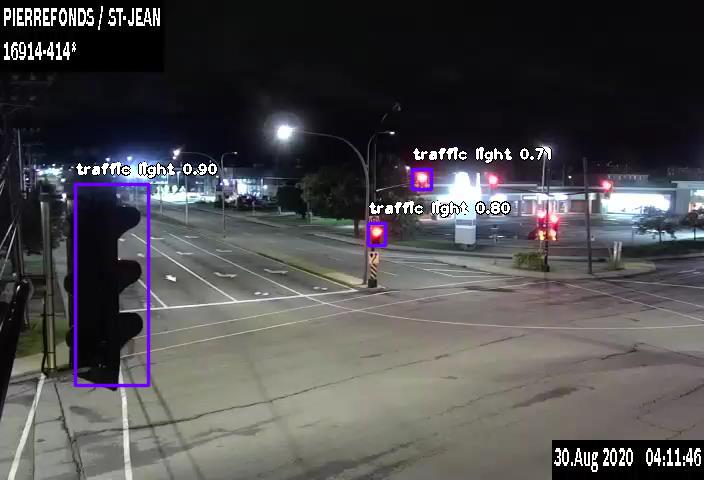 PIERREFONDS / ST-JEAN
16914-414*
traffic light 0.71
traffic light 0.90
traffic light 0.80
30.Aug 2020 04:11:46